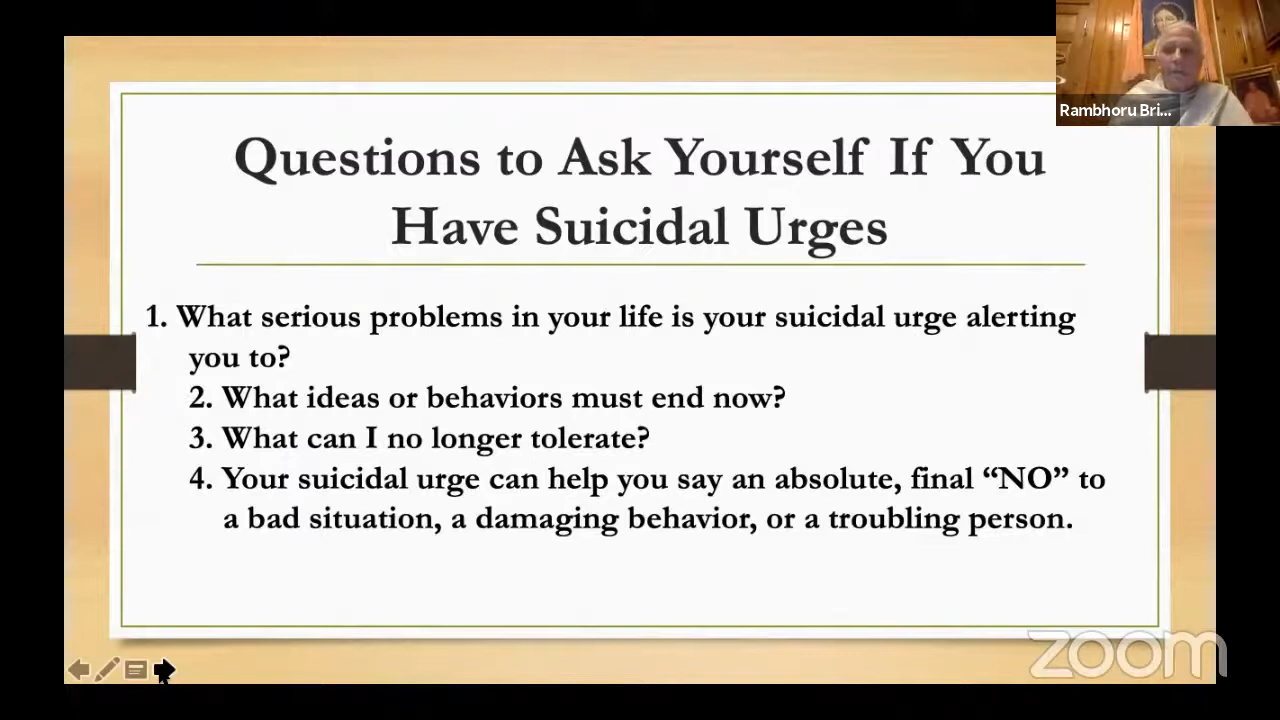 Rambhoru Bri...
Questions to Ask Yourself If You
Have Suicidal Urges
1. What serious problems in your life is your suicidal urge alerting
you to?
2. What ideas or behaviors must end now?
3. What can I no longer tolerate?
4. Your suicidal urge can help you say an absolute, final “NO” to
a bad situation, a damaging behavior, or a troubling person.
zoom